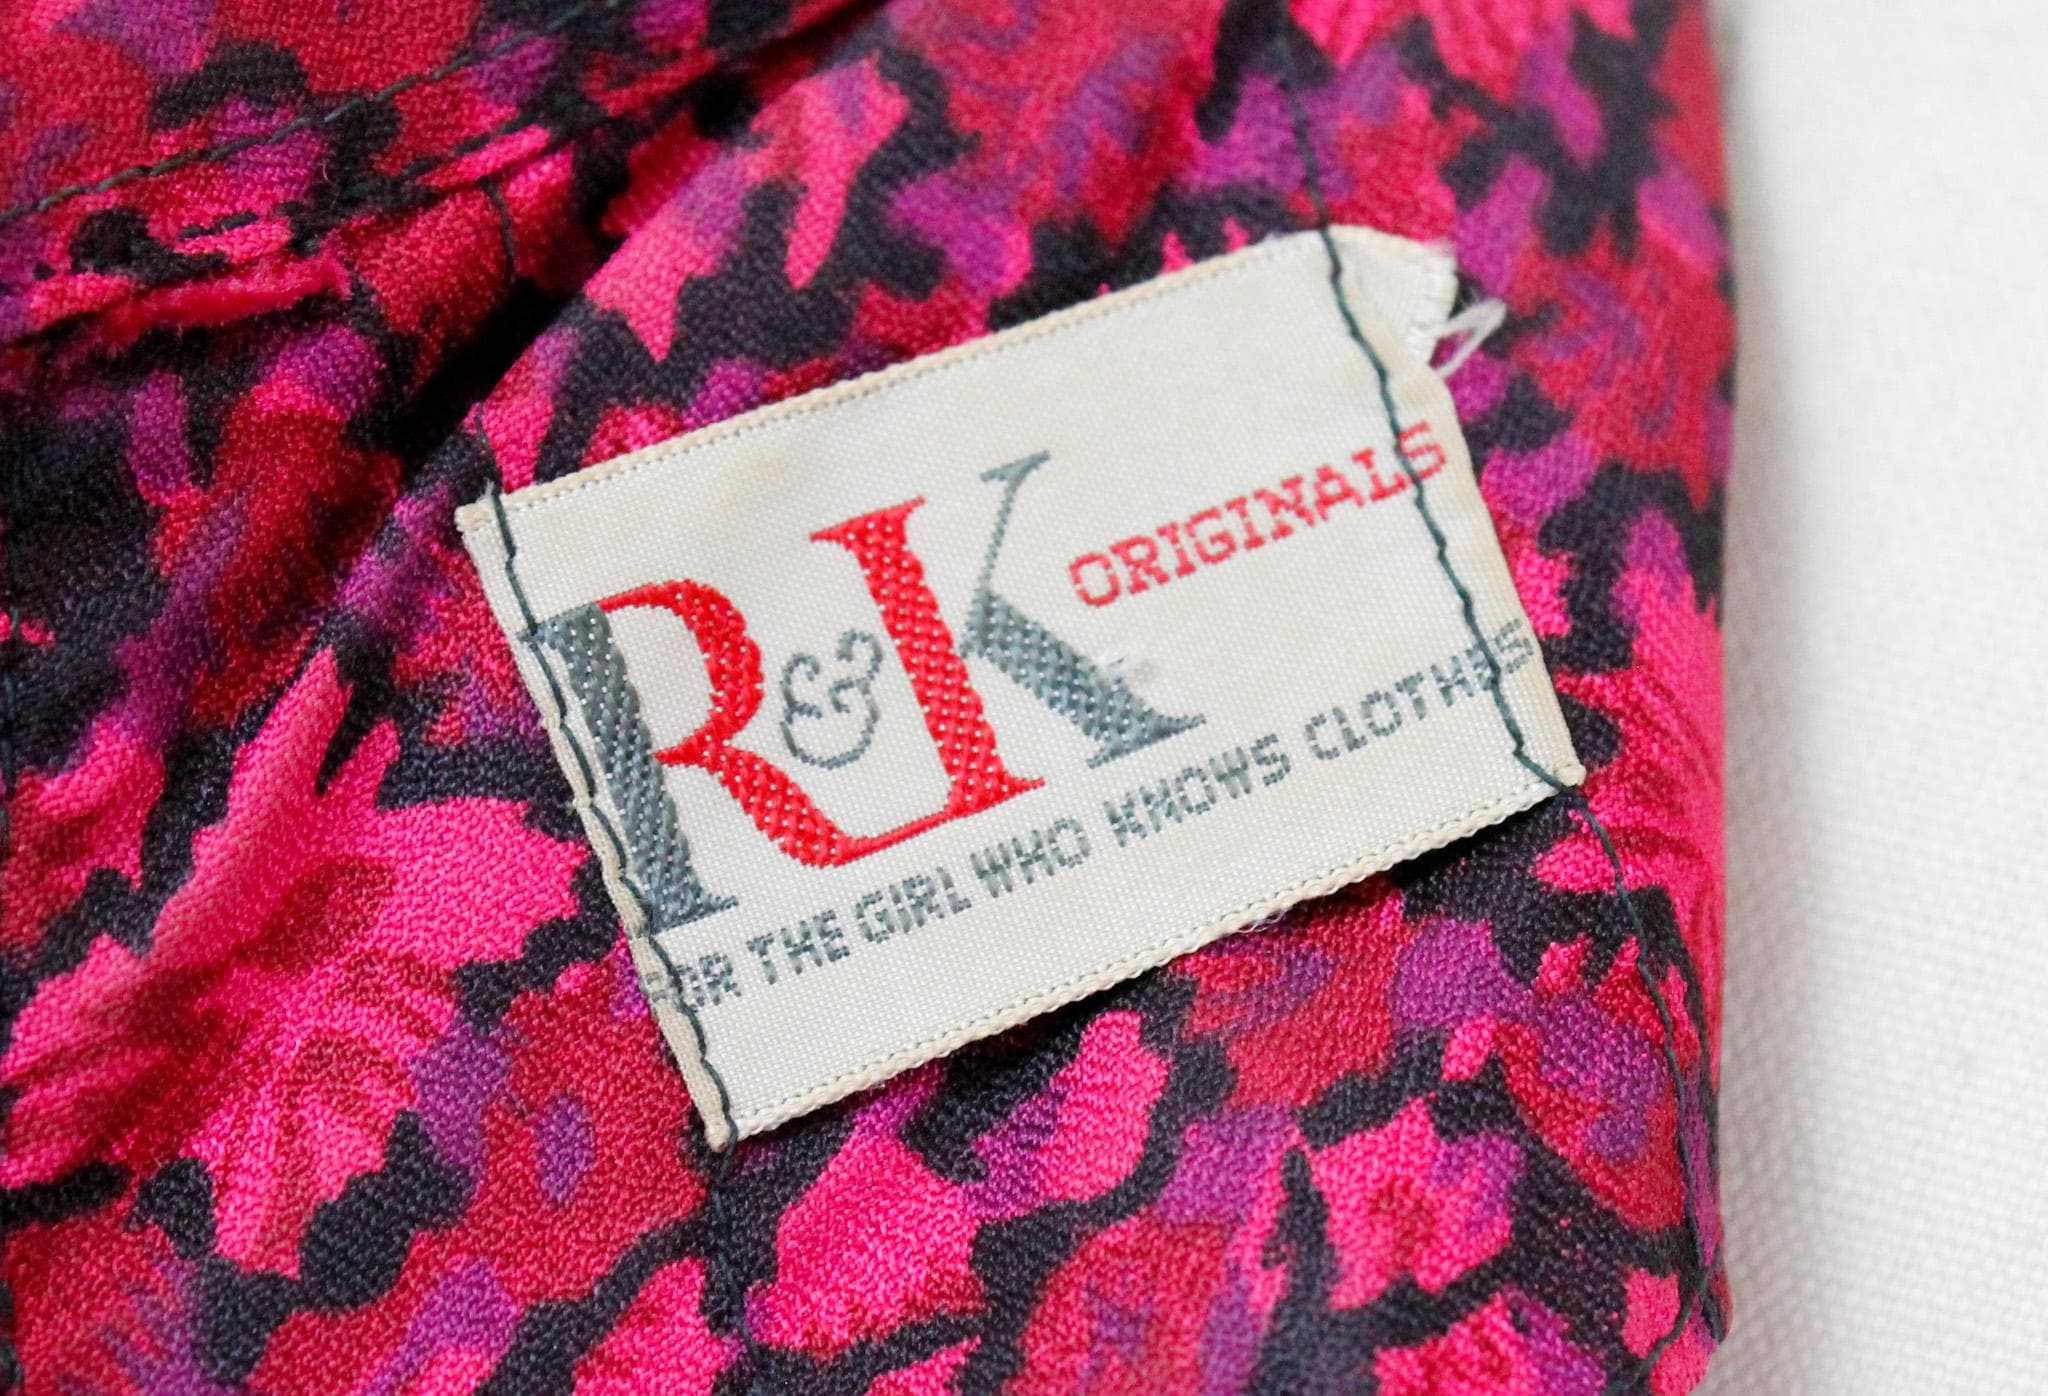 R&K ORIGINALS
FOR THE GIRL WHO KNOWS CLOTHES